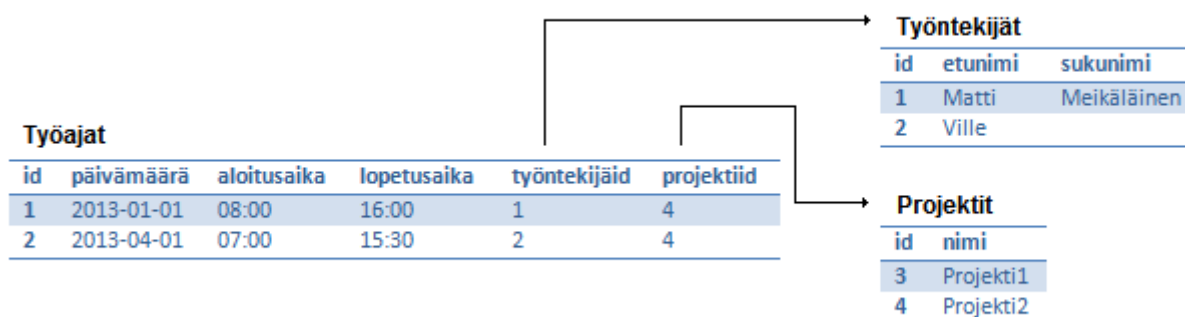 Työntekijät
id etunimi sukunimi
1 Matti Meikäläinen
2 Ville
Työajat
id päivämäärä aloitusaika lopetusaika työntekijäid projektiid
1 2013-01-01 08:00 16:00 1 4
2 2013-04-01 07:00 15:30 2 4
Projektit
id nimi
3 Projekti1
4 Projekti2